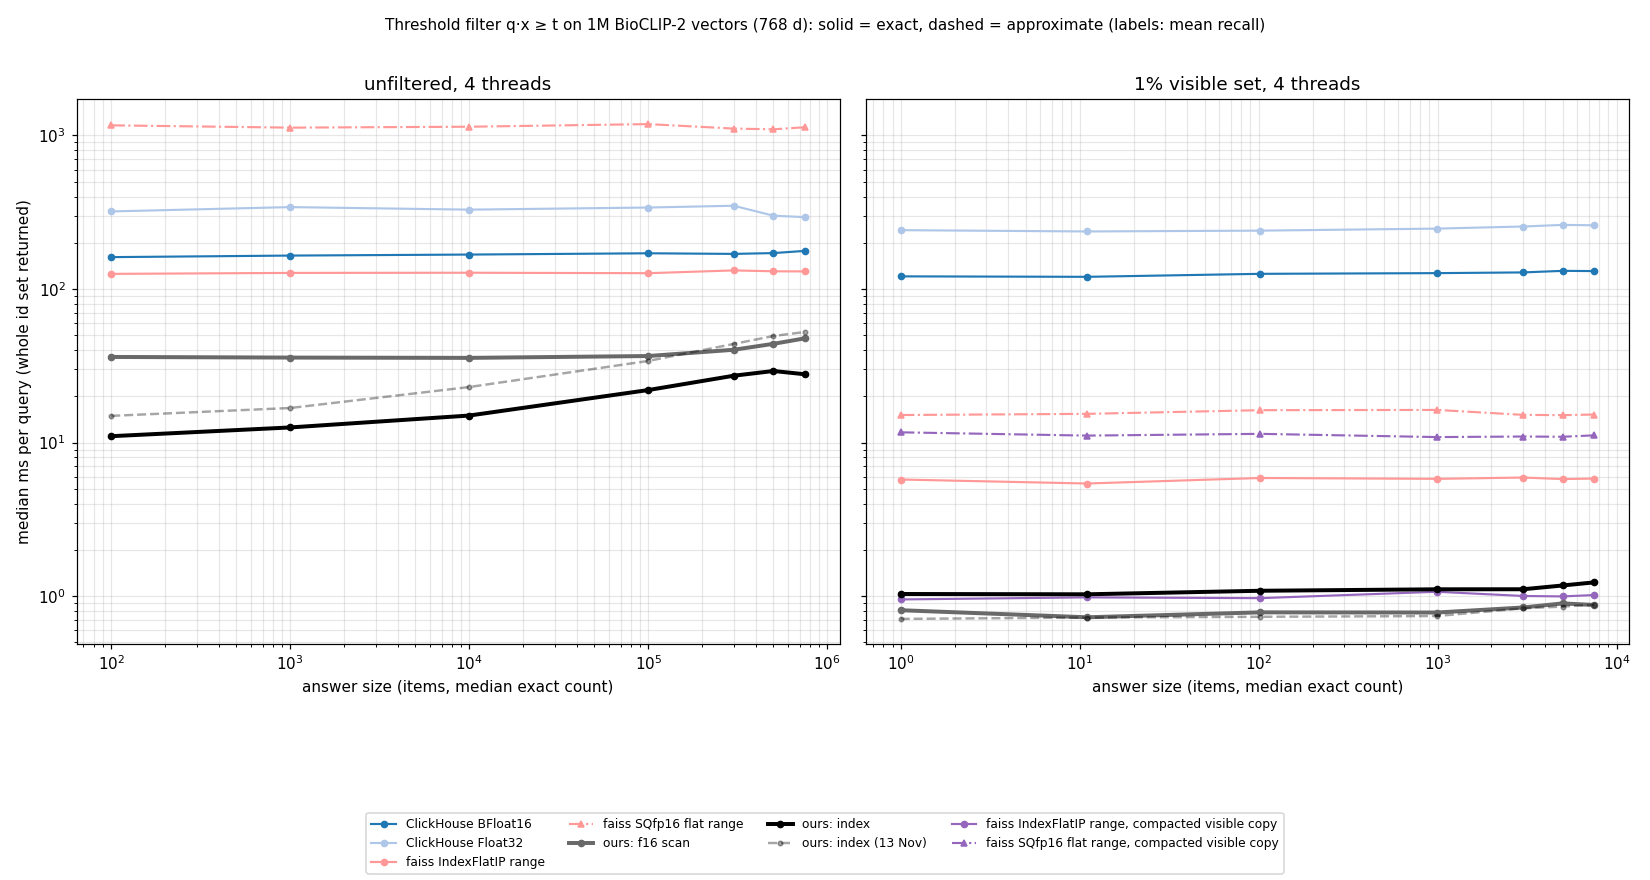 Threshold filter q·x ≥ t on 1M BioCLIP-2 vectors (768 d): solid = exact, dashed = approximate (labels: mean recall)
unfiltered, 4 threads
1% visible set, 4 threads
median ms per query (whole id set returned)
10³
10²
10¹
10⁰
10² 10³ 10⁴ 10⁵ 10⁶
10⁰ 10¹ 10² 10³ 10⁴
answer size (items, median exact count)
answer size (items, median exact count)
ClickHouse BFloat16
ClickHouse Float32
faiss IndexFlatIP range
faiss SQfp16 flat range
ours: f16 scan
ours: index
ours: index (13 Nov)
faiss IndexFlatIP range, compacted visible copy
faiss SQfp16 flat range, compacted visible copy